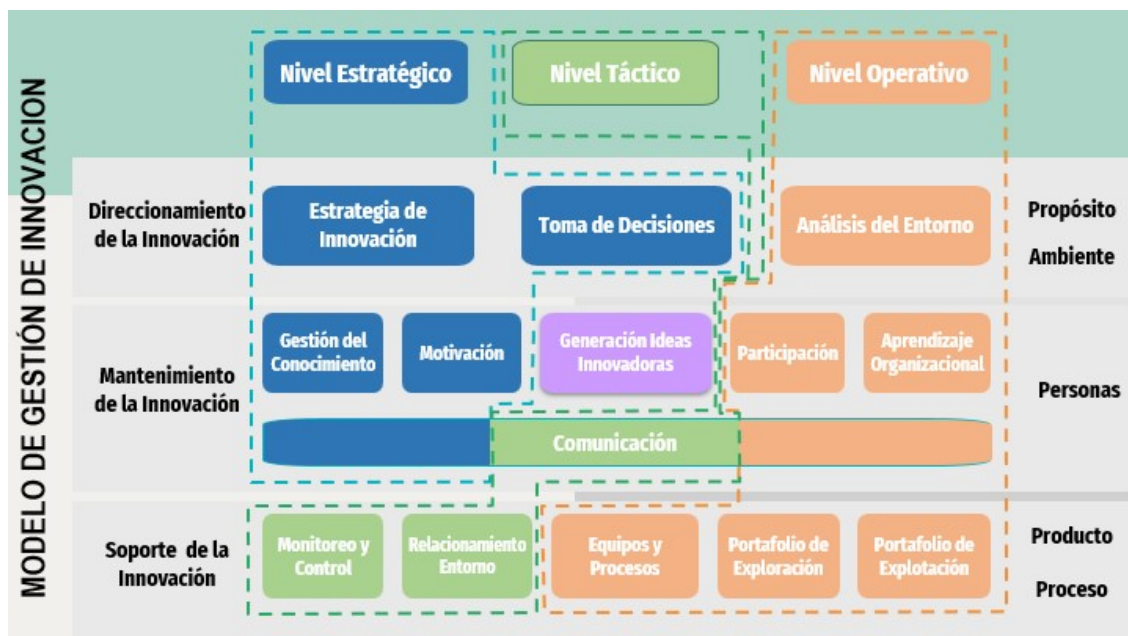 MODELO DE GESTIÓN DE INNOVACION
Nivel Estratégico
Nivel Táctico
Nivel Operativo
Direccionamiento
de la Innovación
Estrategia de
Innovación
Toma de Decisiones
Análisis del Entorno
Propósito
Ambiente
Mantenimiento
de la Innovación
Gestión del
Conocimiento
Motivación
Generación Ideas
Innovadoras
Participación
Aprendizaje
Organizacional
Personas
Comunicación
Soporte de la
Innovación
Monitoreo y
Control
Relacionamiento
Entorno
Equipos y
Procesos
Portafolio de
Exploración
Portafolio de
Explotación
Producto
Proceso